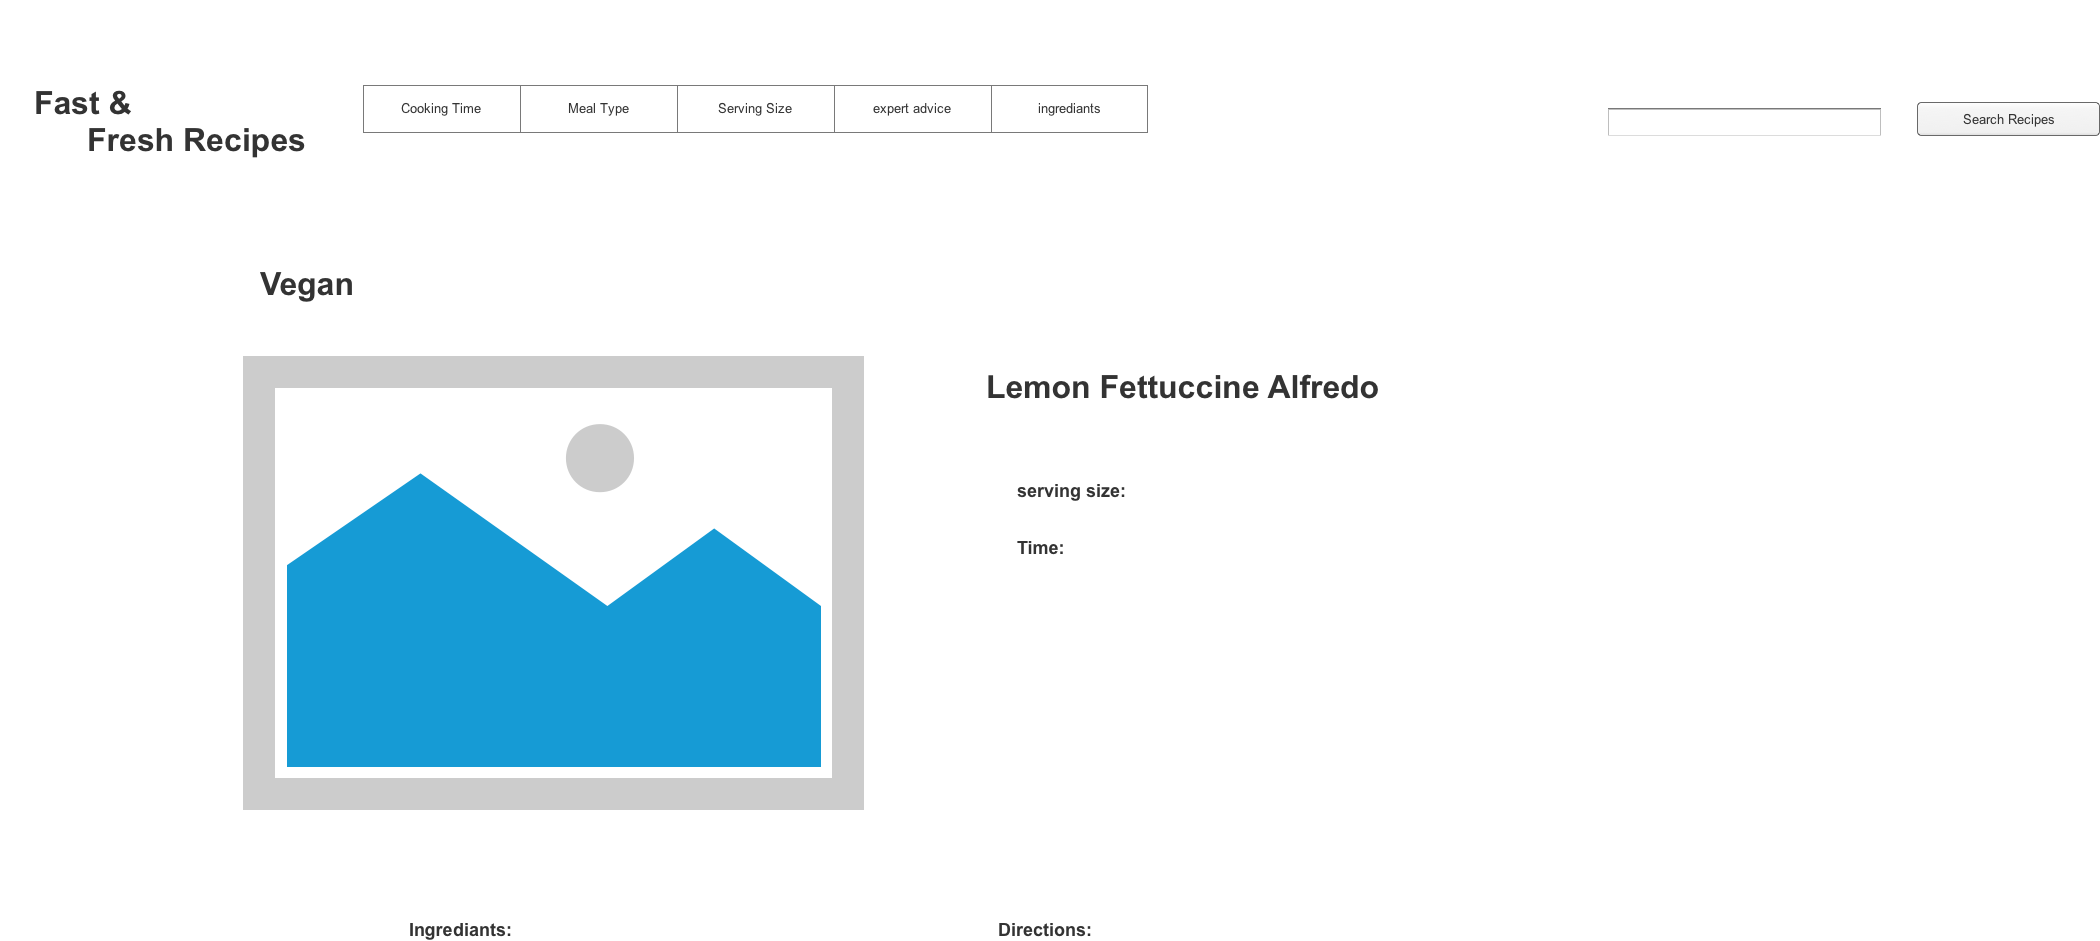 Fast &
Fresh Recipes
Cooking Time
Meal Type
Serving Size
expert advice
ingrediants
Search Recipes
Vegan
Lemon Fettuccine Alfredo
serving size:
Time:
Ingrediants:
Directions: